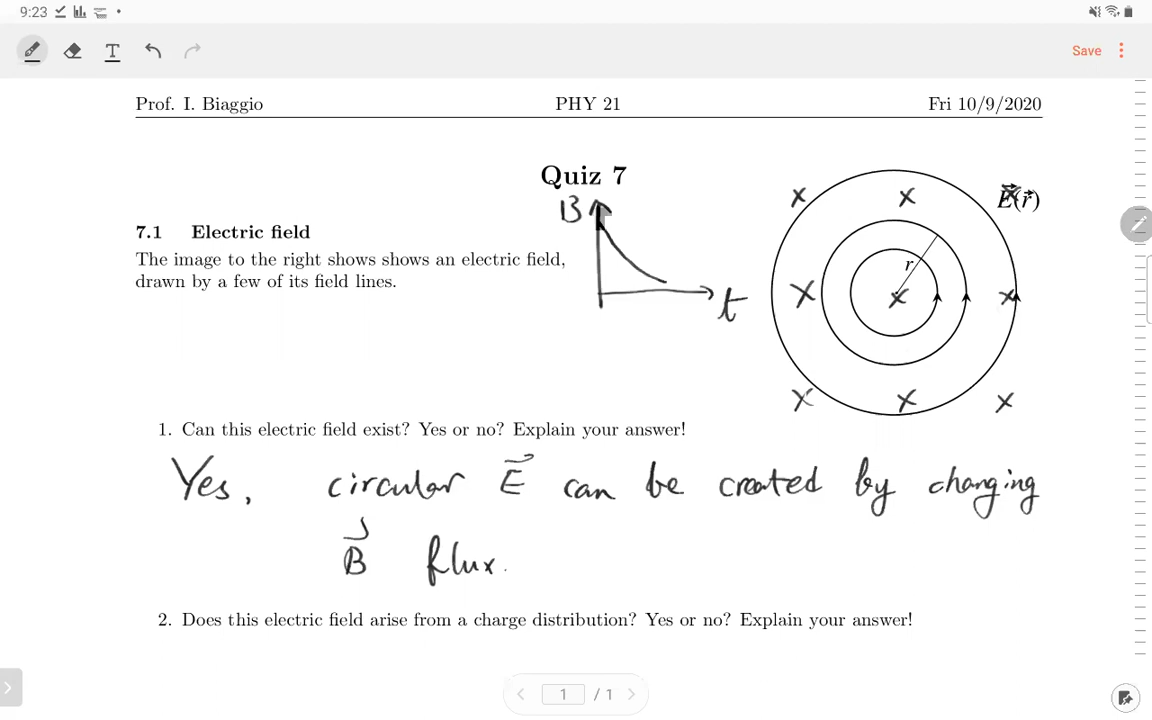 9:23
Save
Prof. I. Biaggio PHY 21 Fri 10/9/2020
Quiz 7
B
t
7.1 Electric field
The image to the right shows shows an electric field,
drawn by a few of its field lines.
E(r)
r
1. Can this electric field exist? Yes or no? Explain your answer!
Yes, circular E can be created by changing
B flux.
2. Does this electric field arise from a charge distribution? Yes or no? Explain your answer!
1 / 1